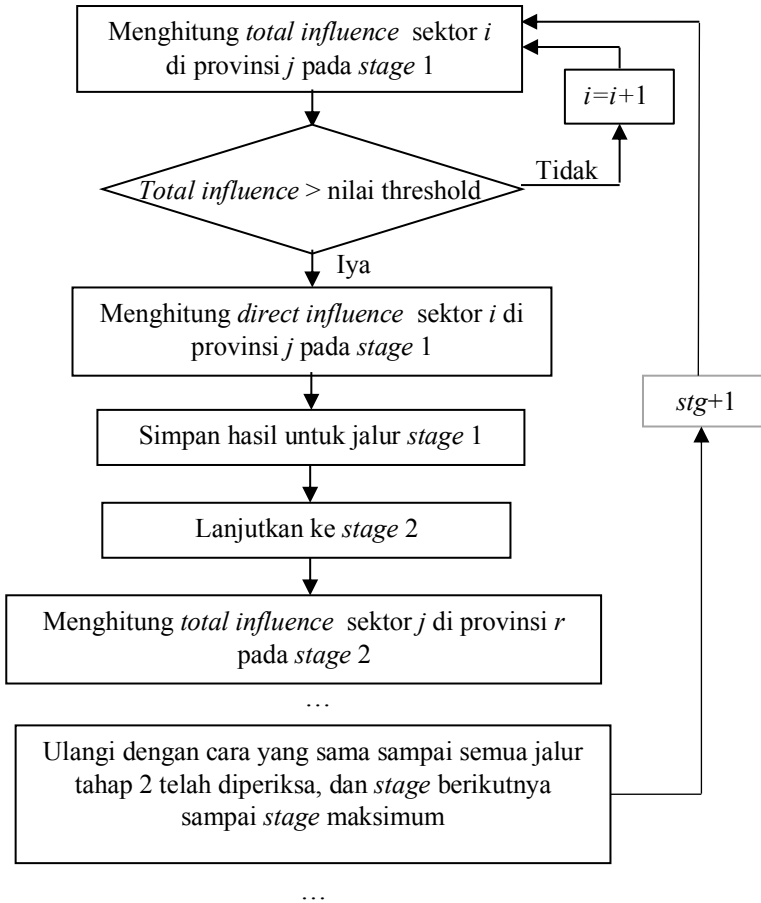 Menghitung total influence sektor i
di provinsi j pada stage 1
i=i+1
Tidak
Total influence > nilai threshold
Iya
Menghitung direct influence sektor i di
provinsi j pada stage 1
stg+1
Simpan hasil untuk jalur stage 1
Lanjutkan ke stage 2
Menghitung total influence sektor j di provinsi r
pada stage 2
…
Ulangi dengan cara yang sama sampai semua jalur
tahap 2 telah diperiksa, dan stage berikutnya
sampai stage maksimum
…